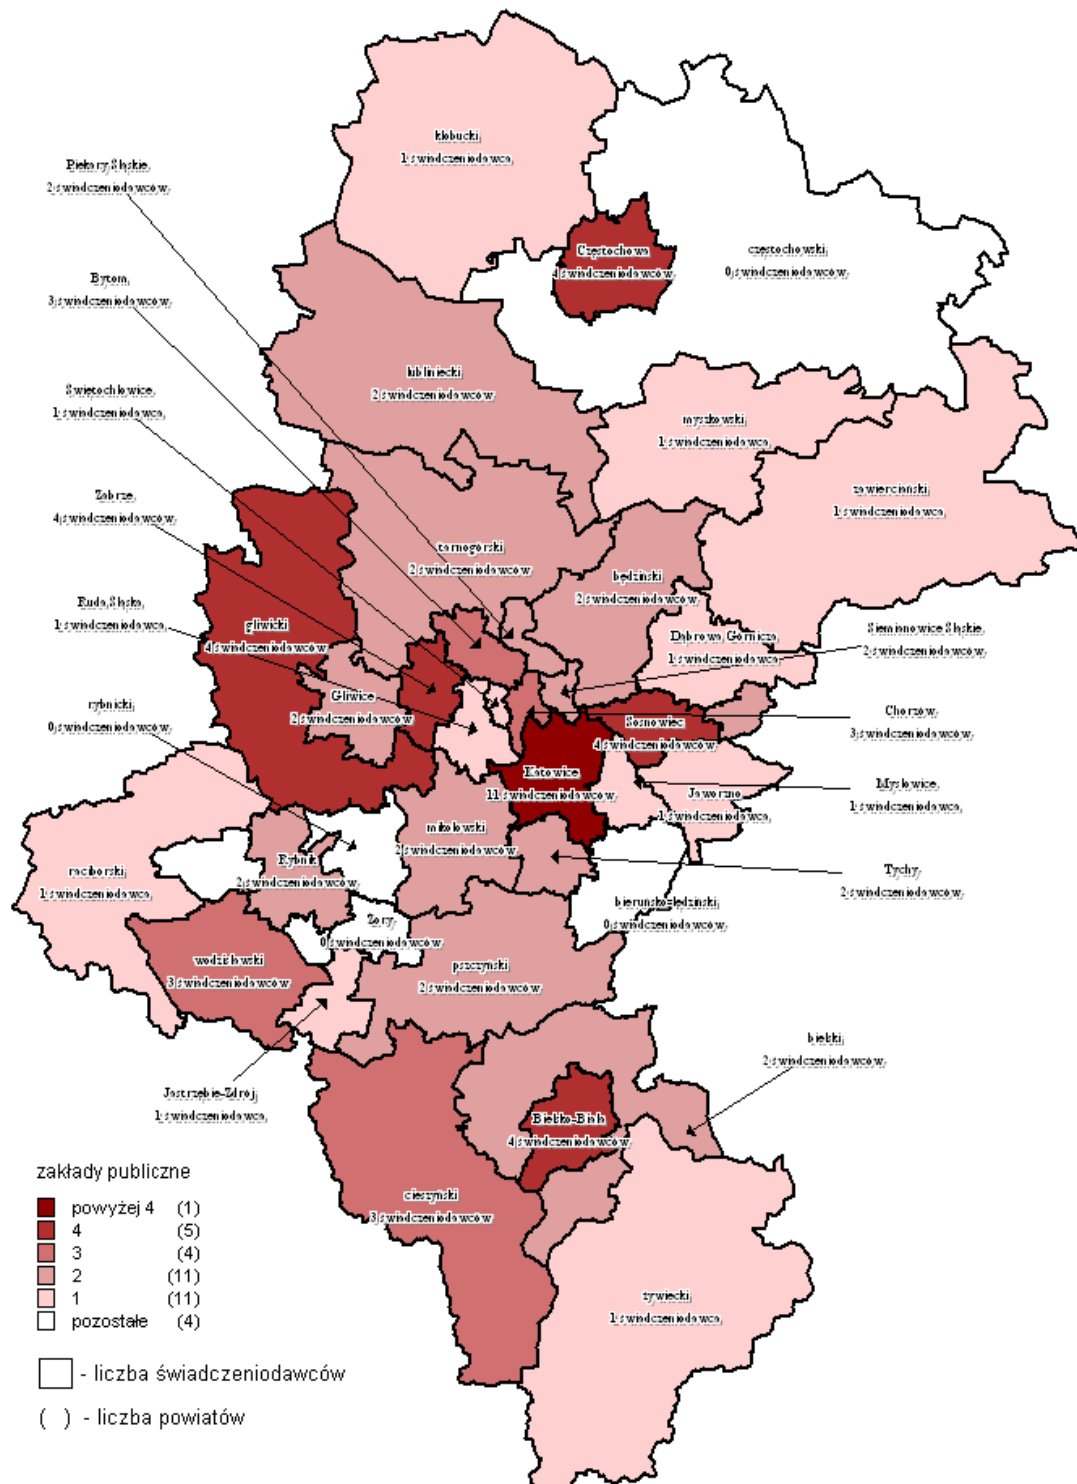 kłobucki
1 świadczeniodawca
Piekary Śląskie
2 świadczeniodawców
Częstochowa
4 świadczeniodawców
częstochowski
0 świadczeniodawców
Bytom
3 świadczeniodawców
lubliniecki
2 świadczeniodawców
Świętochłowice
1 świadczeniodawca
myszkowski
1 świadczeniodawca
zawierciański
1 świadczeniodawca
Zabrze
4 świadczeniodawców
tarnogórski
2 świadczeniodawców
będziński
2 świadczeniodawców
Ruda Śląska
1 świadczeniodawca
gliwicki
4 świadczeniodawców
Dąbrowa Górnicza
1 świadczeniodawca
Siemianowice Śląskie
2 świadczeniodawców
rybnicki
0 świadczeniodawców
Gliwice
2 świadczeniodawców
Sosnowiec
4 świadczeniodawców
Chorzów
3 świadczeniodawców
Katowice
11 świadczeniodawców
Jaworzno
1 świadczeniodawca
Mysłowice
1 świadczeniodawca
mikołowski
2 świadczeniodawców
raciborski
1 świadczeniodawca
Rybnik
2 świadczeniodawców
Tychy
2 świadczeniodawców
bieruńsko-lędziński
0 świadczeniodawców
Żory
0 świadczeniodawców
wodzisławski
3 świadczeniodawców
pszczyński
2 świadczeniodawców
bielski
2 świadczeniodawców
Jastrzębie-Zdrój
1 świadczeniodawca
Bielsko-Biała
4 świadczeniodawców
cieszyński
3 świadczeniodawców
żywiecki
1 świadczeniodawca
zakłady publiczne
powyżej 4 (1)
4 (5)
3 (4)
2 (11)
1 (11)
pozostałe (4)
- liczba świadczeniodawców
( ) - liczba powiatów